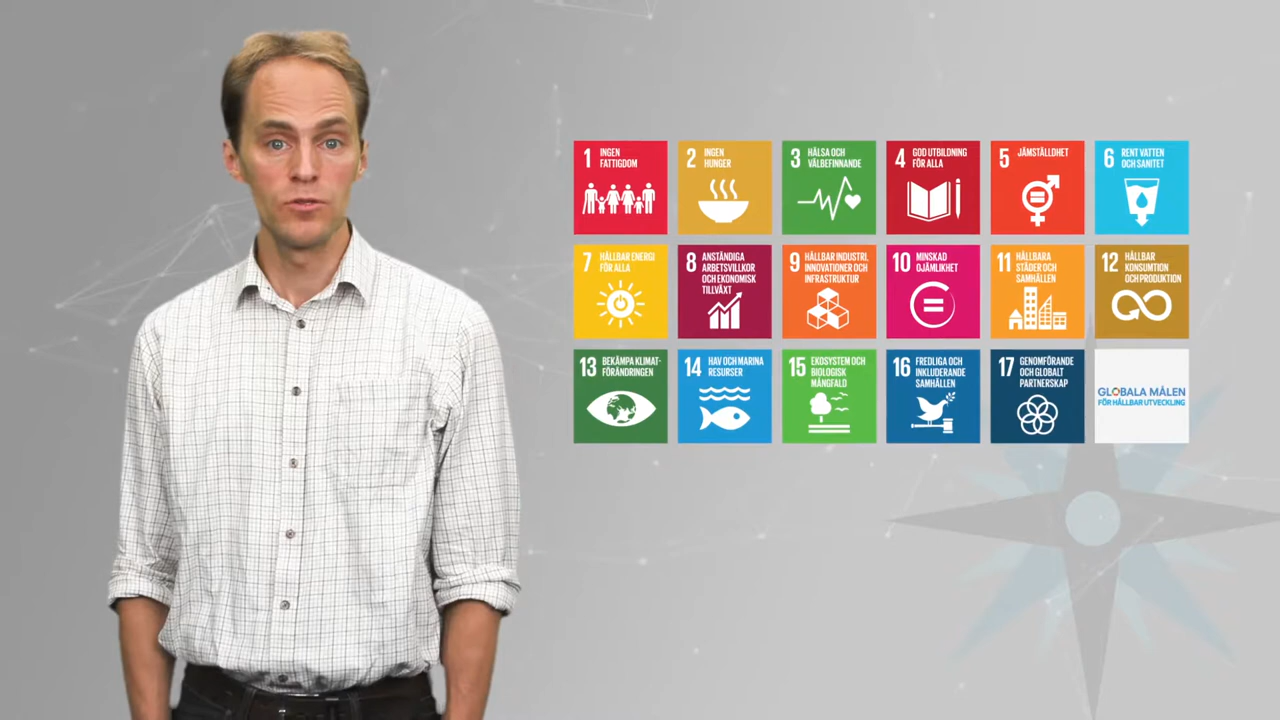 1 INGEN
FATTIGDOM
2 INGEN
HUNGER
3 HÄLSA OCH
VÄLBEFINNANDE
4 GOD UTBILDNING
FÖR ALLA
5 JÄMSTÄLLDHET
6 RENT VATTEN
OCH SANITET
7 HÅLLBAR ENERGI
FÖR ALLA
8 ANSTÄNDIGA
ARBETSVILLKOR
OCH EKONOMISK
TILLVÄXT
9 HÅLLBAR INDUSTRI,
INNOVATIONER OCH
INFRASTRUKTUR
10 MINSKAD
OJÄMLIKHET
11 HÅLLBARA
STÄDER OCH
SAMHÄLLEN
12 HÅLLBAR
KONSUMTION
OCH PRODUKTION
13 BEKÄMPA KLIMAT-
FÖRÄNDRINGEN
14 HAV OCH MARINA
RESURSER
15 EKOSYSTEM OCH
BIOLOGISK
MÅNGFALD
16 FREDLIGA OCH
INKLUDERANDE
SAMHÄLLEN
17 GENOMFÖRANDE
OCH GLOBALT
PARTNERSKAP
GLOBALA MÅLEN
FÖR HÅLLBAR UTVECKLING